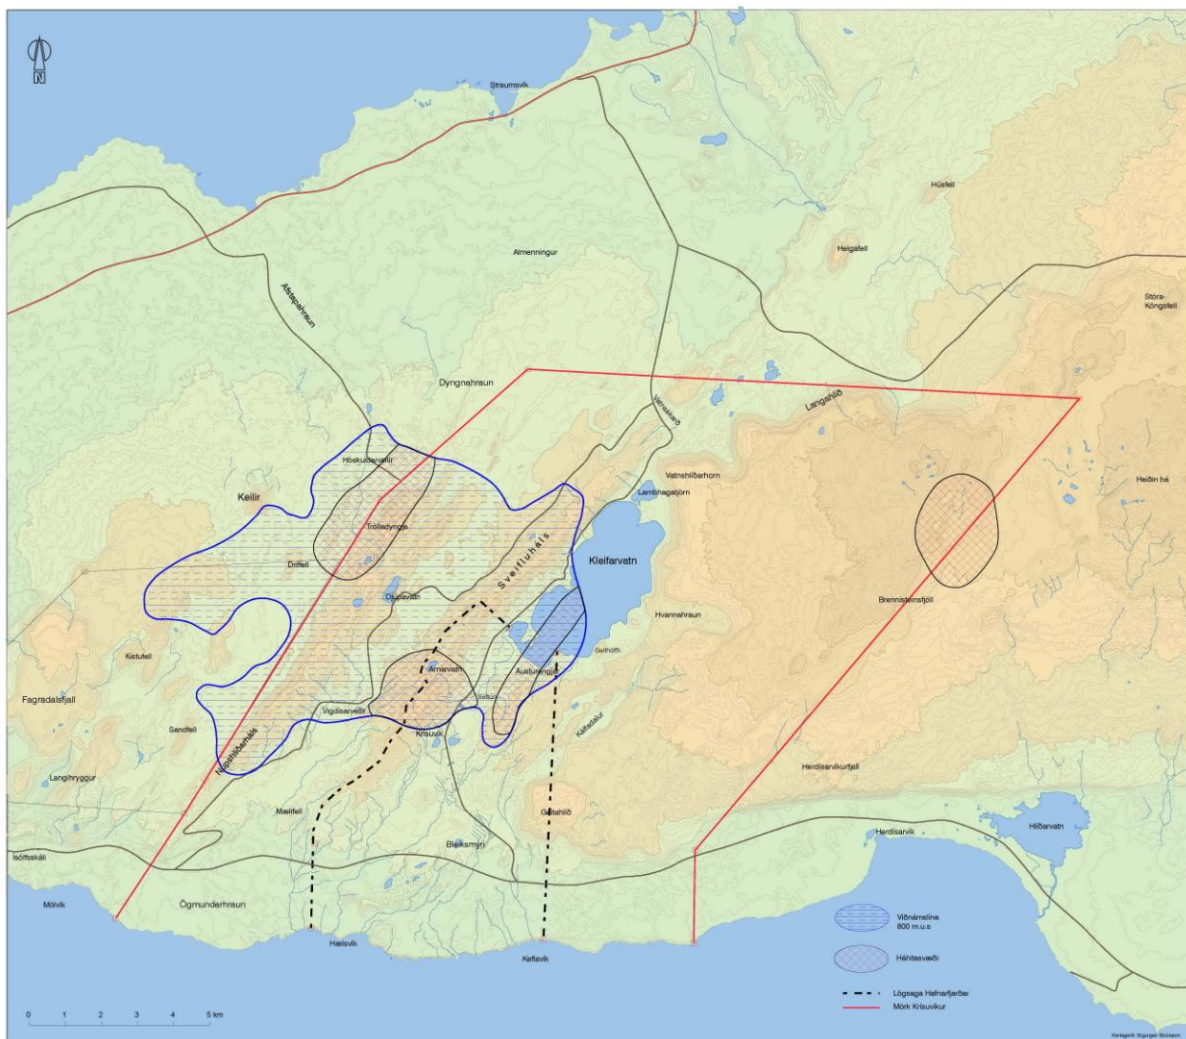 N
Straumsvík
Húsfell
Helgafell
Almenningur
Stóra-
Kóngsfell
Afstapahraun
Dyngnahraun
Langahlíð
Vatnsskarð
Höskuldarvellir
Vatnshlíðarhorn
Heiðin há
Lambhagatjörn
Keilir
Trölladyngja
Sveifluháls
Kleifarvatn
Driffell
Djúpavatn
Brennisteinsfjöll
Hvannahraun
Kistufell
Gullhöttt
Arnarvatn
Austurengjar
Seltún
Fagradalsfjall
Vigdísarvellir
Sandfell
Krísuvík
Kálfadalur
Núpshlíðarháls
Langihryggur
Herdísarvíkurfjall
Mælifell
Geitahlíð
Hlíðarvatn
Herdísarvík
Bleiksmýri
Ísólfsskáli
Mölvík
Ögmundarhraun
Viðnámslína
800 m.u.s
Hælsvík
Keflavík
Háhitasvæði
Lögsaga Hafnarfjarðar
Mörk Krísuvíkur
0 1 2 3 4 5 km